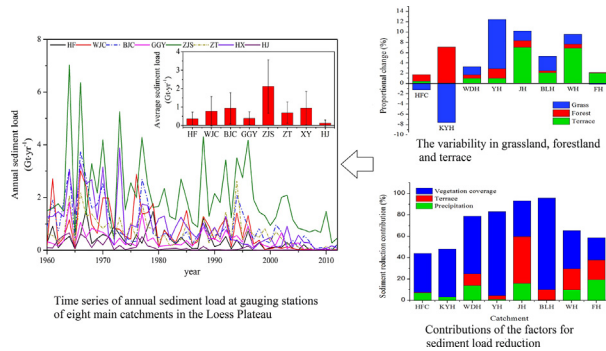 HF WJC BJC GGY ZJS ZT HX HJ
Annual sediment load
(Gt·yr⁻¹)
8
6
4
2
0
1960 1970 1980 1990 2000 2010
year
Average sediment load
(Gt·yr⁻¹)
4
3
2
1
0
HF WJC BJC GGY ZJS ZT XY HJ
Time series of annual sediment load at gauging stations
of eight main catchments in the Loess Plateau
Proportional change (%)
14
12
10
8
6
4
2
0
-2
-4
-6
-8
-10
Grass
Forest
Terrace
HFC KYH WDH YH JH BLH WH FH
The variability in grassland, forestland
and terrace
Sediment reduction contribution (%)
100
80
60
40
20
0
Vegetation coverage
Terrace
Precipitation
HFC KYH WDH YH JH BLH WH FH
Catchment
Contributions of the factors for
sediment load reduction